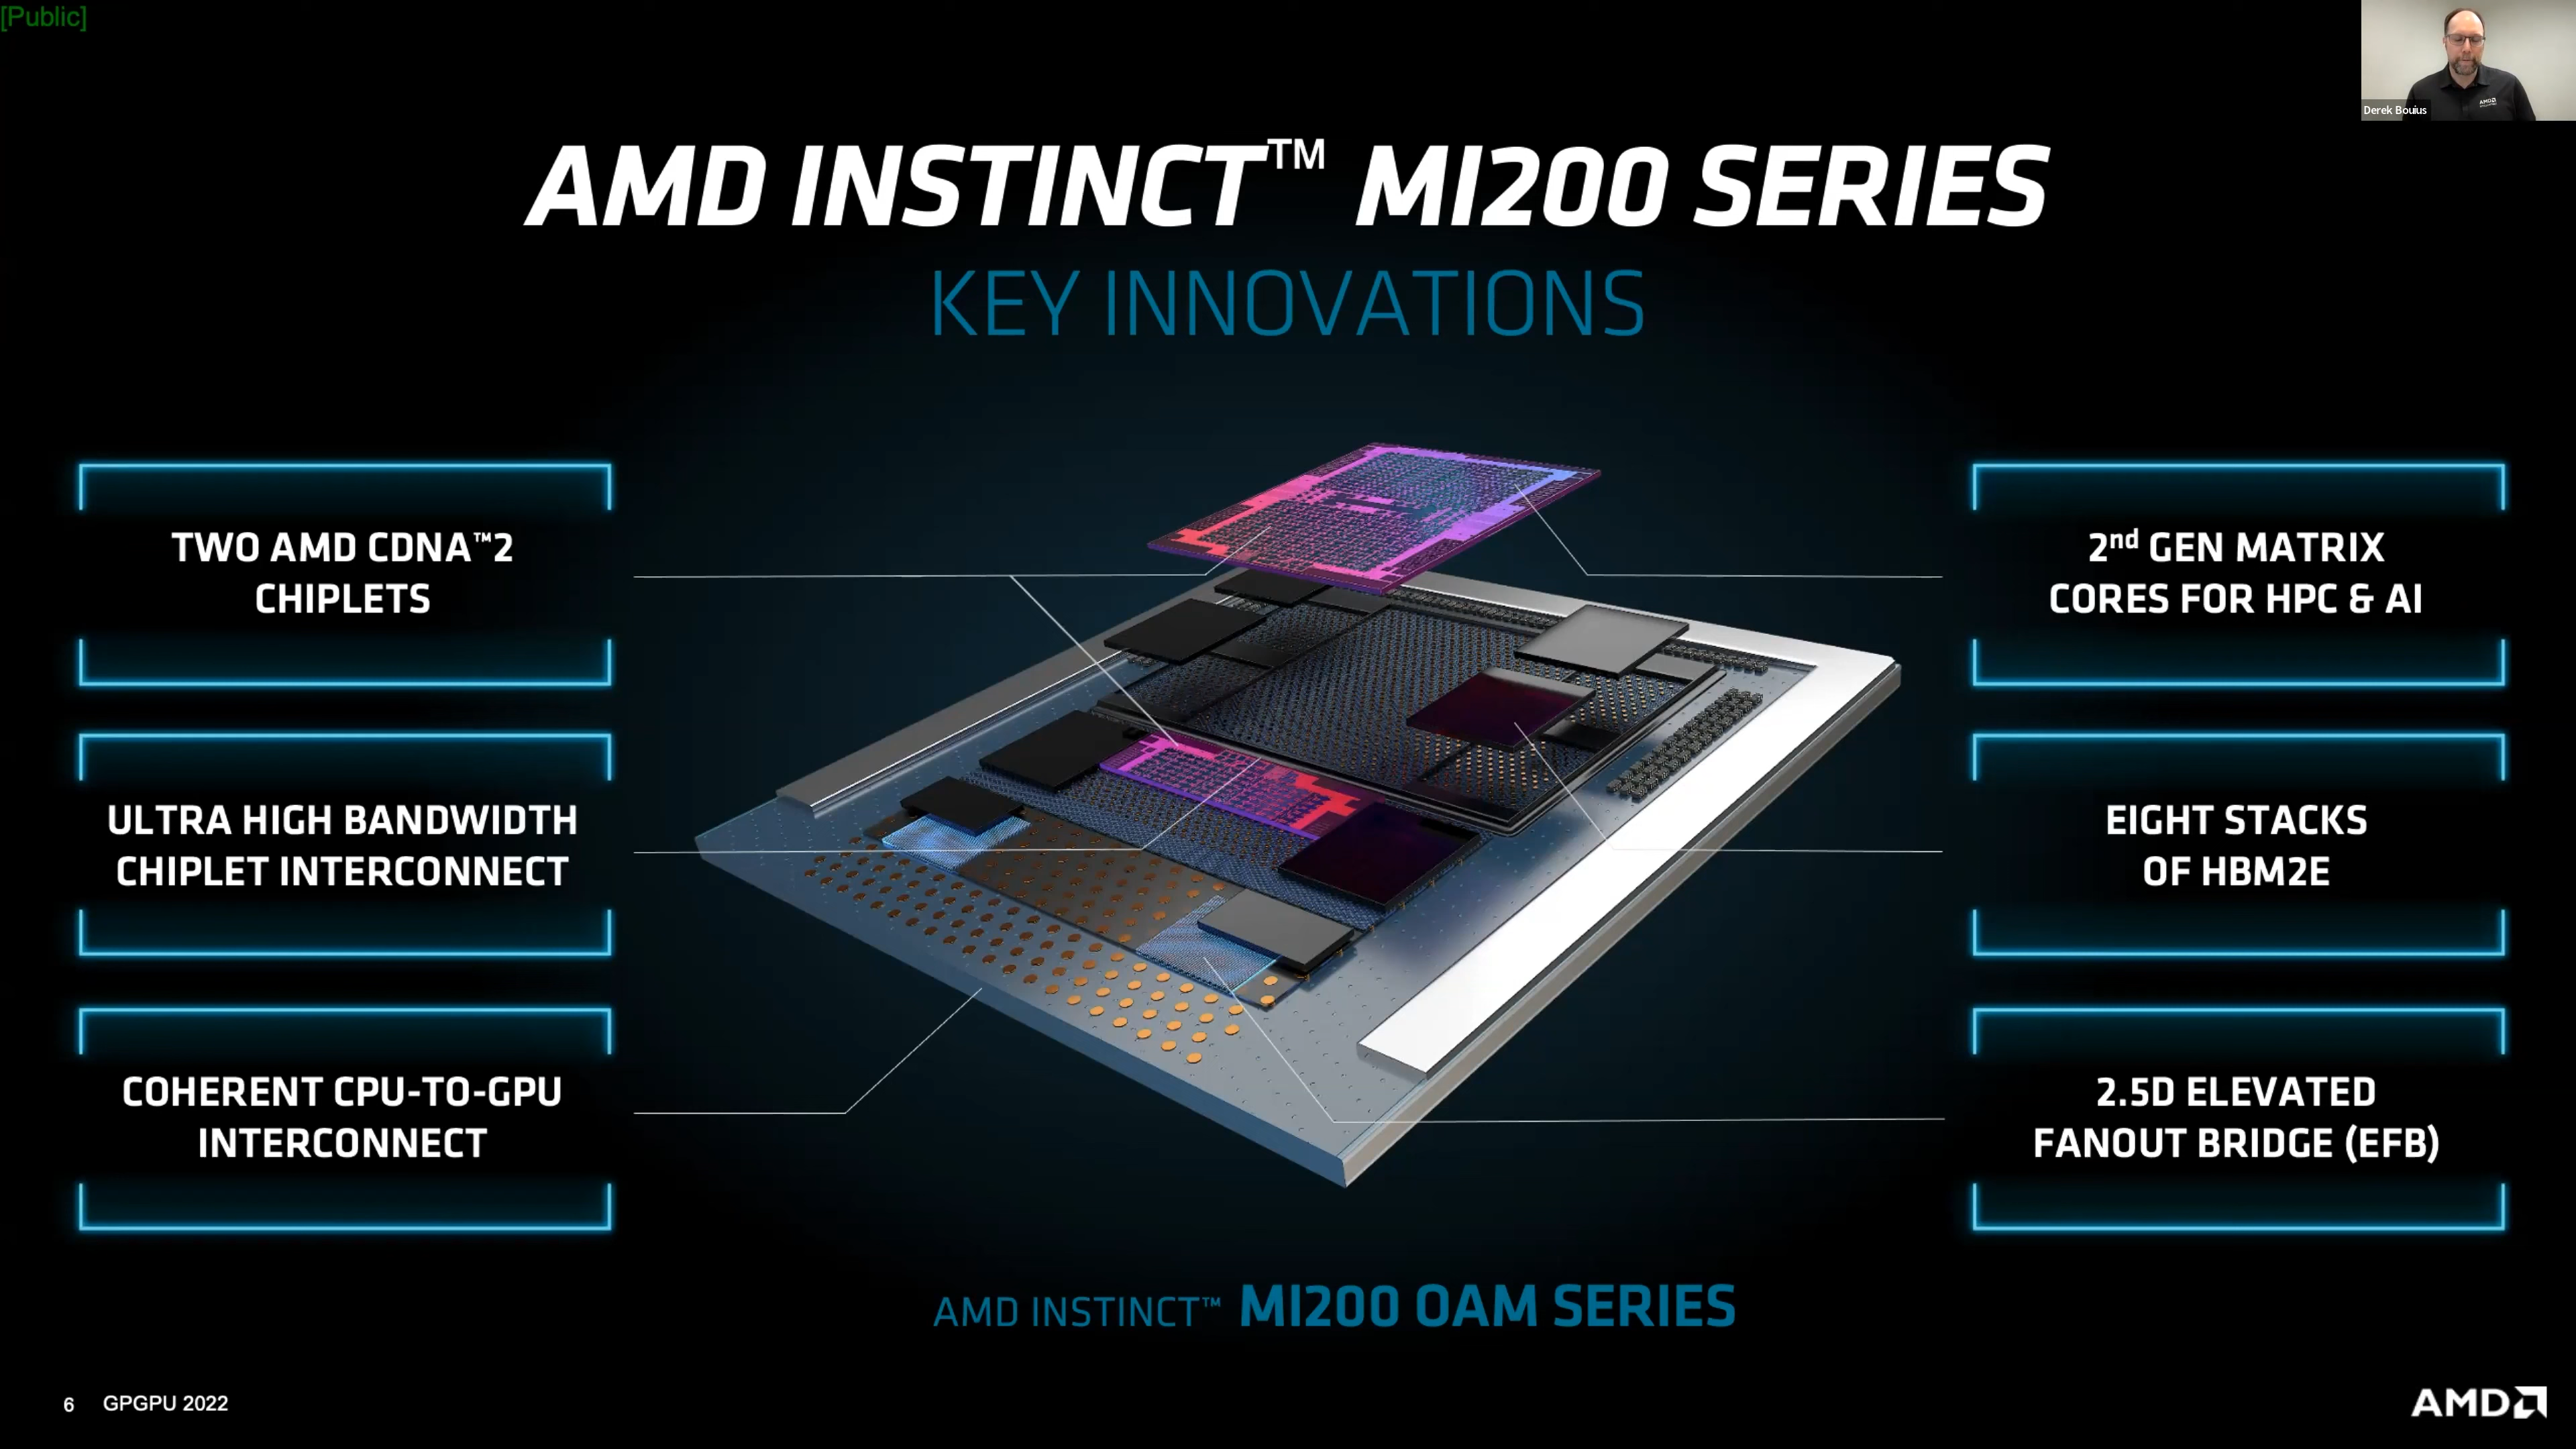 [Public]
Derek Bouius
AMD INSTINCT™ MI200 SERIES
KEY INNOVATIONS
TWO AMD CDNA™2
CHIPLETS
ULTRA HIGH BANDWIDTH
CHIPLET INTERCONNECT
COHERENT CPU-TO-GPU
INTERCONNECT
2nd GEN MATRIX
CORES FOR HPC & AI
EIGHT STACKS
OF HBM2E
2.5D ELEVATED
FANOUT BRIDGE (EFB)
AMD INSTINCT™ MI200 OAM SERIES
6 GPGPU 2022
AMD